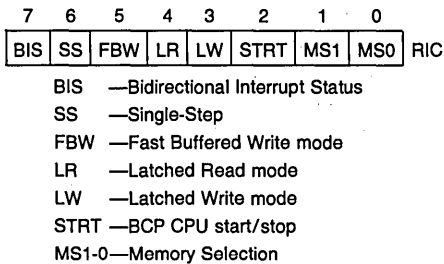 7 6 5 4 3 2 1 0
BIS SS FBW LR LW STRT MS1 MS0 RIC
BIS —Bidirectional Interrupt Status
SS —Single-Step
FBW —Fast Buffered Write mode
LR —Latched Read mode
LW —Latched Write mode
STRT —BCP CPU start/stop
MS1-0—Memory Selection